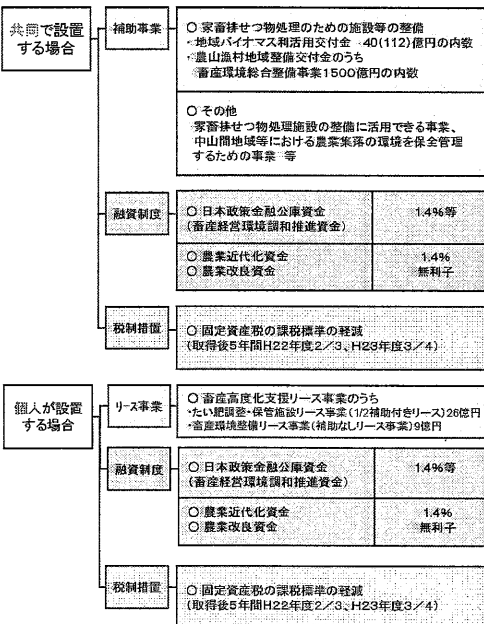 共同で設置
する場合
補助事業
○ 家畜排せつ物処理のための施設等の整備
・地域バイオマス利活用交付金 40(112)億円の内数
・農山漁村地域整備交付金のうち
畜産環境総合整備事業1500億円の内数
○ その他
家畜排せつ物処理施設の整備に活用できる事業、
中山間地域等における農業集落の環境を保全管理
するための事業 等
融資制度
○ 日本政策金融公庫資金
(畜産経営環境調和推進資金)
1.4%等
○ 農業近代化資金
1.4%
○ 農業改良資金
無利子
税制措置
○ 固定資産税の課税標準の軽減
(取得後5年間H22年度2/3、H23年度3/4)
個人が設置
する場合
リース事業
○ 畜産高度化支援リース事業のうち
・たい肥調整・保管施設リース事業(1/2補助付きリース)26億円
・畜産環境整備リース事業(補助なしリース事業)9億円
融資制度
○ 日本政策金融公庫資金
(畜産経営環境調和推進資金)
1.4%等
○ 農業近代化資金
1.4%
○ 農業改良資金
無利子
税制措置
○ 固定資産税の課税標準の軽減
(取得後5年間H22年度2/3、H23年度3/4)